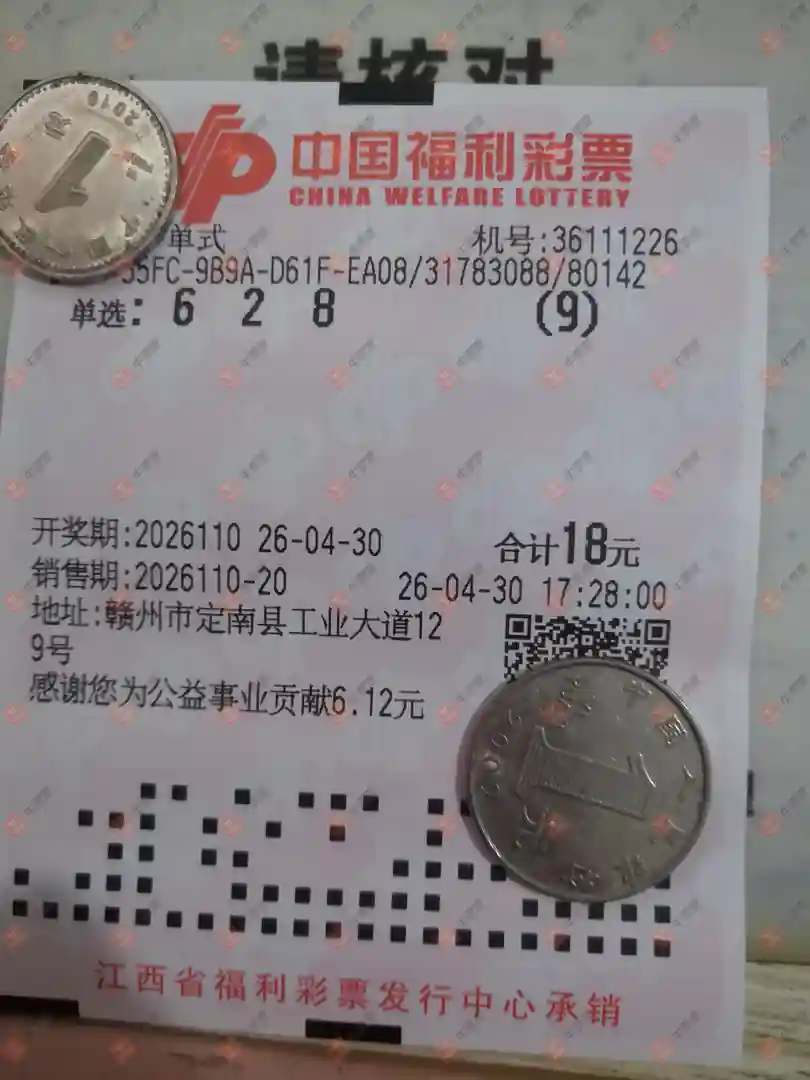 请核对
中国福利彩票
CHINA WELFARE LOTTERY
单式 机号:36111226
55FC-9B9A-D61F-EA08/31783088/80142
单选: 6 2 8 (9)
开奖期:2026110 26-04-30 合计18元
销售期:2026110-20 26-04-30 17:28:00
地址:赣州市定南县工业大道12
9号
感谢您为公益事业贡献6.12元
江西省福利彩票发行中心承销